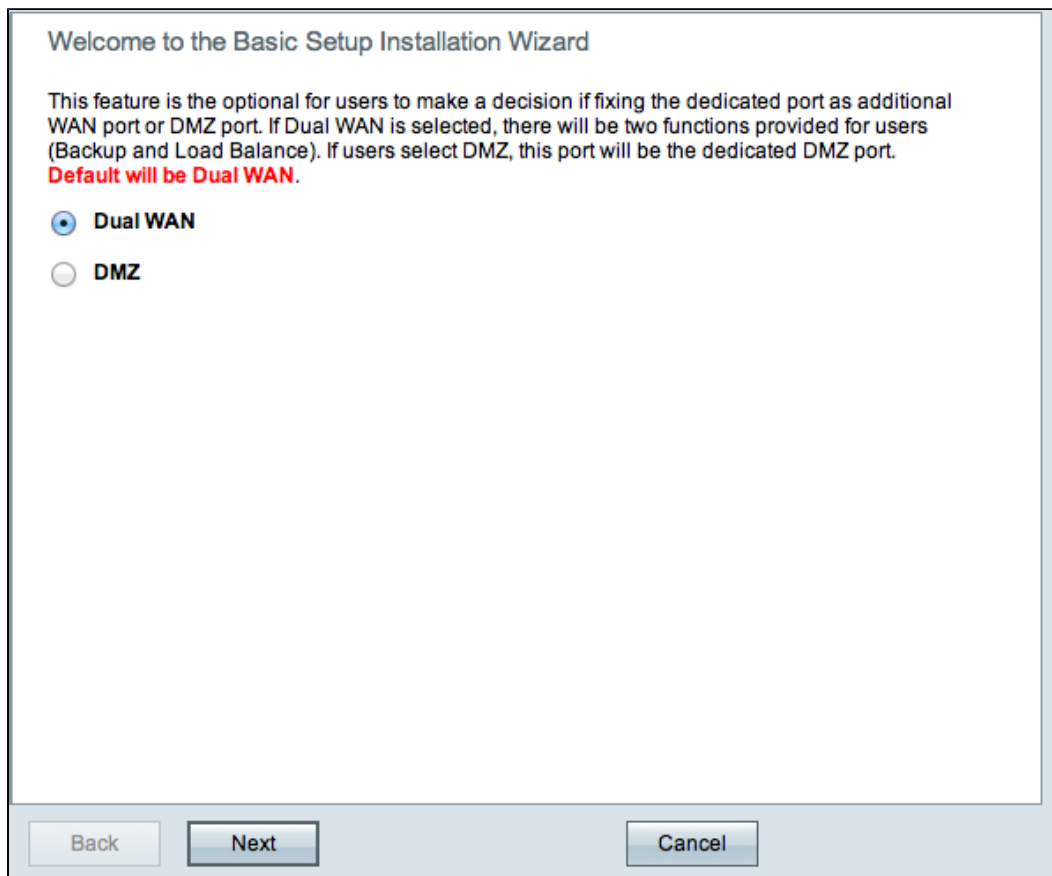 Welcome to the Basic Setup Installation Wizard
This feature is the optional for users to make a decision if fixing the dedicated port as additional
WAN port or DMZ port. If Dual WAN is selected, there will be two functions provided for users
(Backup and Load Balance). If users select DMZ, this port will be the dedicated DMZ port.
Default will be Dual WAN.
Dual WAN
DMZ
Back Next Cancel